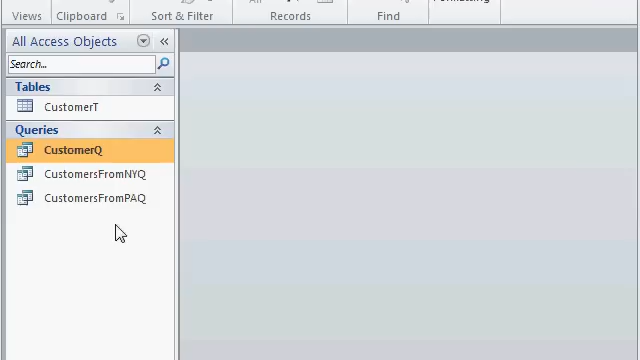 Views
Clipboard
Sort & Filter
Records
Find
All Access Objects
Search...
Tables
CustomerT
Queries
CustomerQ
CustomersFromNYQ
CustomersFromPAQ